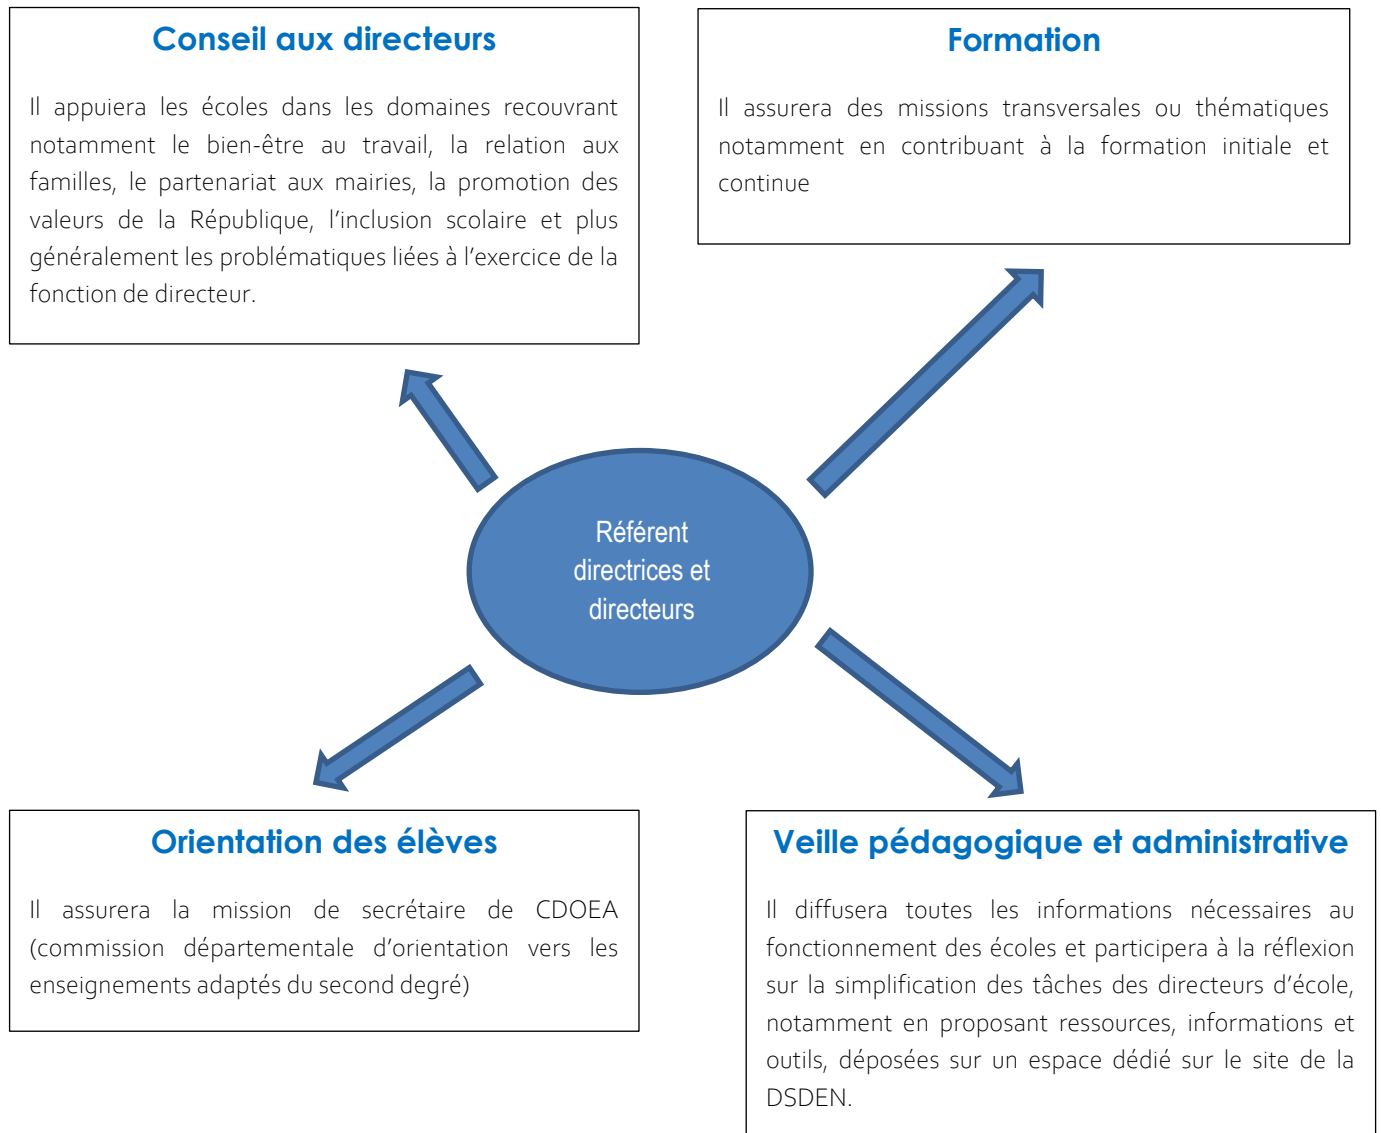 Conseil aux directeurs
Il appuiera les écoles dans les domaines recouvrant
notamment le bien-être au travail, la relation aux
familles, le partenariat aux mairies, la promotion des
valeurs de la République, l'inclusion scolaire et plus
généralement les problématiques liées à l'exercice de la
fonction de directeur.
Formation
Il assurera des missions transversales ou thématiques
notamment en contribuant à la formation initiale et
continue
Référent
directrices et
directeurs
Orientation des élèves
Il assurera la mission de secrétaire de CDOEA
(commission départementale d'orientation vers les
enseignements adaptés du second degré)
Veille pédagogique et administrative
Il diffusera toutes les informations nécessaires au
fonctionnement des écoles et participera à la réflexion
sur la simplification des tâches des directeurs d'école,
notamment en proposant ressources, informations et
outils, déposées sur un espace dédié sur le site de la
DSDEN.